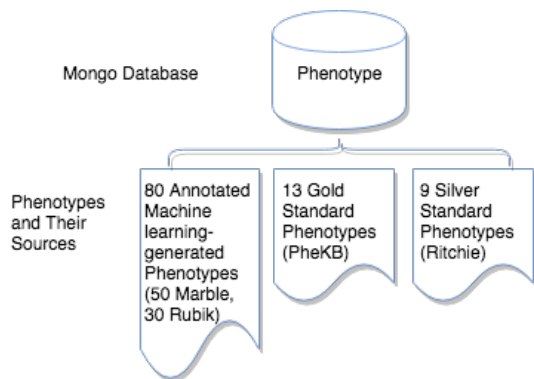 Mongo Database
Phenotype
Phenotypes
and Their
Sources
80 Annotated
Machine
learning-
generated
Phenotypes
(50 Marble,
30 Rubik)
13 Gold
Standard
Phenotypes
(PheKB)
9 Silver
Standard
Phenotypes
(Ritchie)